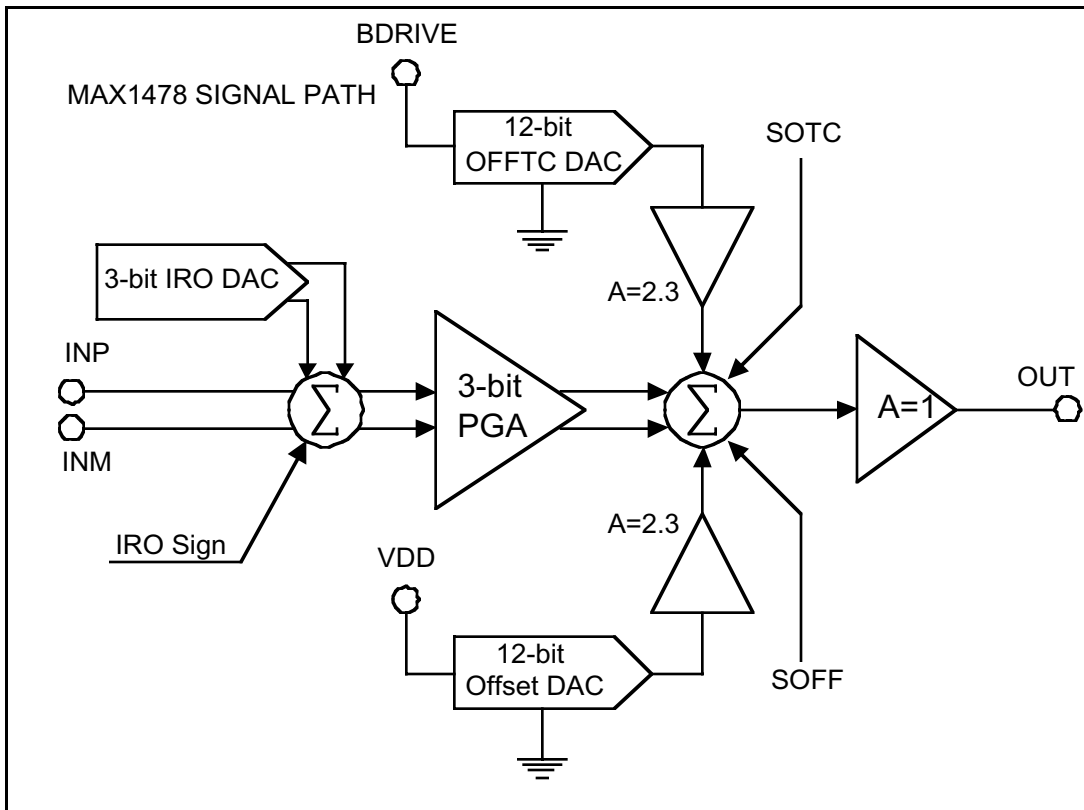 BDRIVE
MAX1478 SIGNAL PATH
12-bit
OFFTC DAC
SOTC
3-bit IRO DAC
A=2.3
INP
3-bit
PGA
Σ
Σ
A=1
OUT
INM
IRO Sign
A=2.3
VDD
12-bit
Offset DAC
SOFF